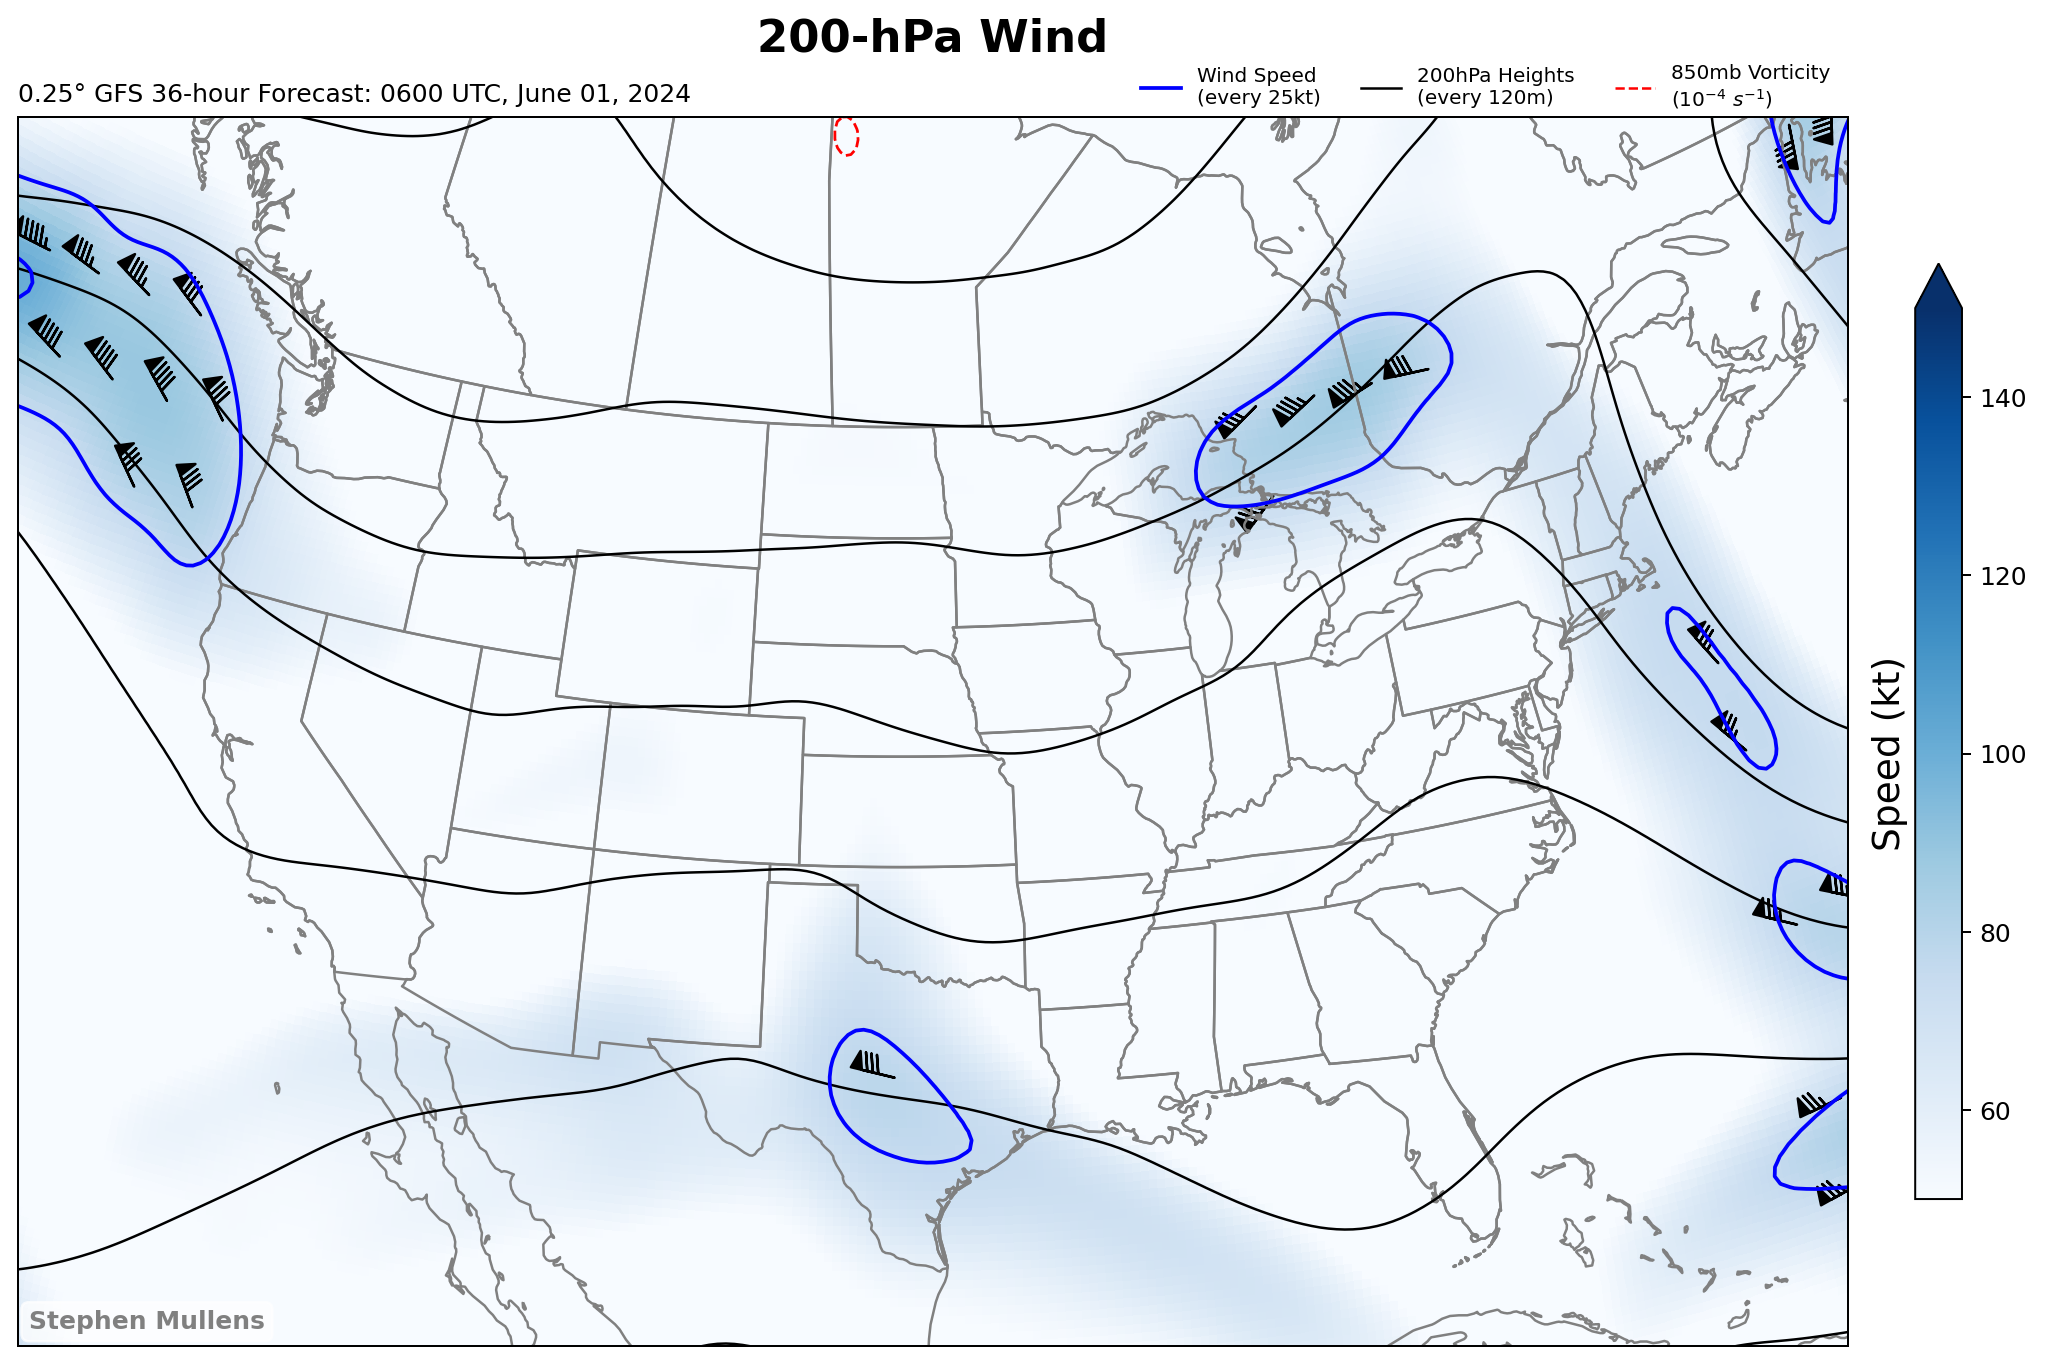 200-hPa Wind
0.25° GFS 36-hour Forecast: 0600 UTC, June 01, 2024
Wind Speed
(every 25kt)
200hPa Heights
(every 120m)
850mb Vorticity
(10⁻⁴ s⁻¹)
140
120
100
80
60
Speed (kt)
Stephen Mullens